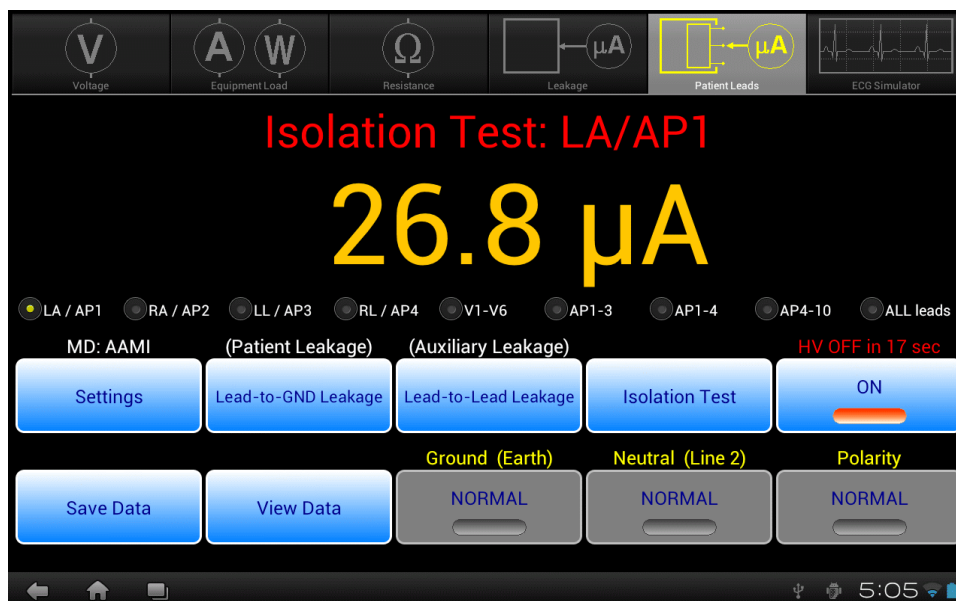 V A W Ω µA µA
Voltage Equipment Load Resistance Leakage Patient Leads ECG Simulator
Isolation Test: LA/AP1
26.8 µA
LA / AP1 RA / AP2 LL / AP3 RL / AP4 V1-V6 AP1-3 AP1-4 AP4-10 ALL leads
MD: AAMI (Patient Leakage) (Auxiliary Leakage) HV OFF in 17 sec
Settings Lead-to-GND Leakage Lead-to-Lead Leakage Isolation Test ON
Ground (Earth) Neutral (Line 2) Polarity
Save Data View Data NORMAL NORMAL NORMAL
5:05